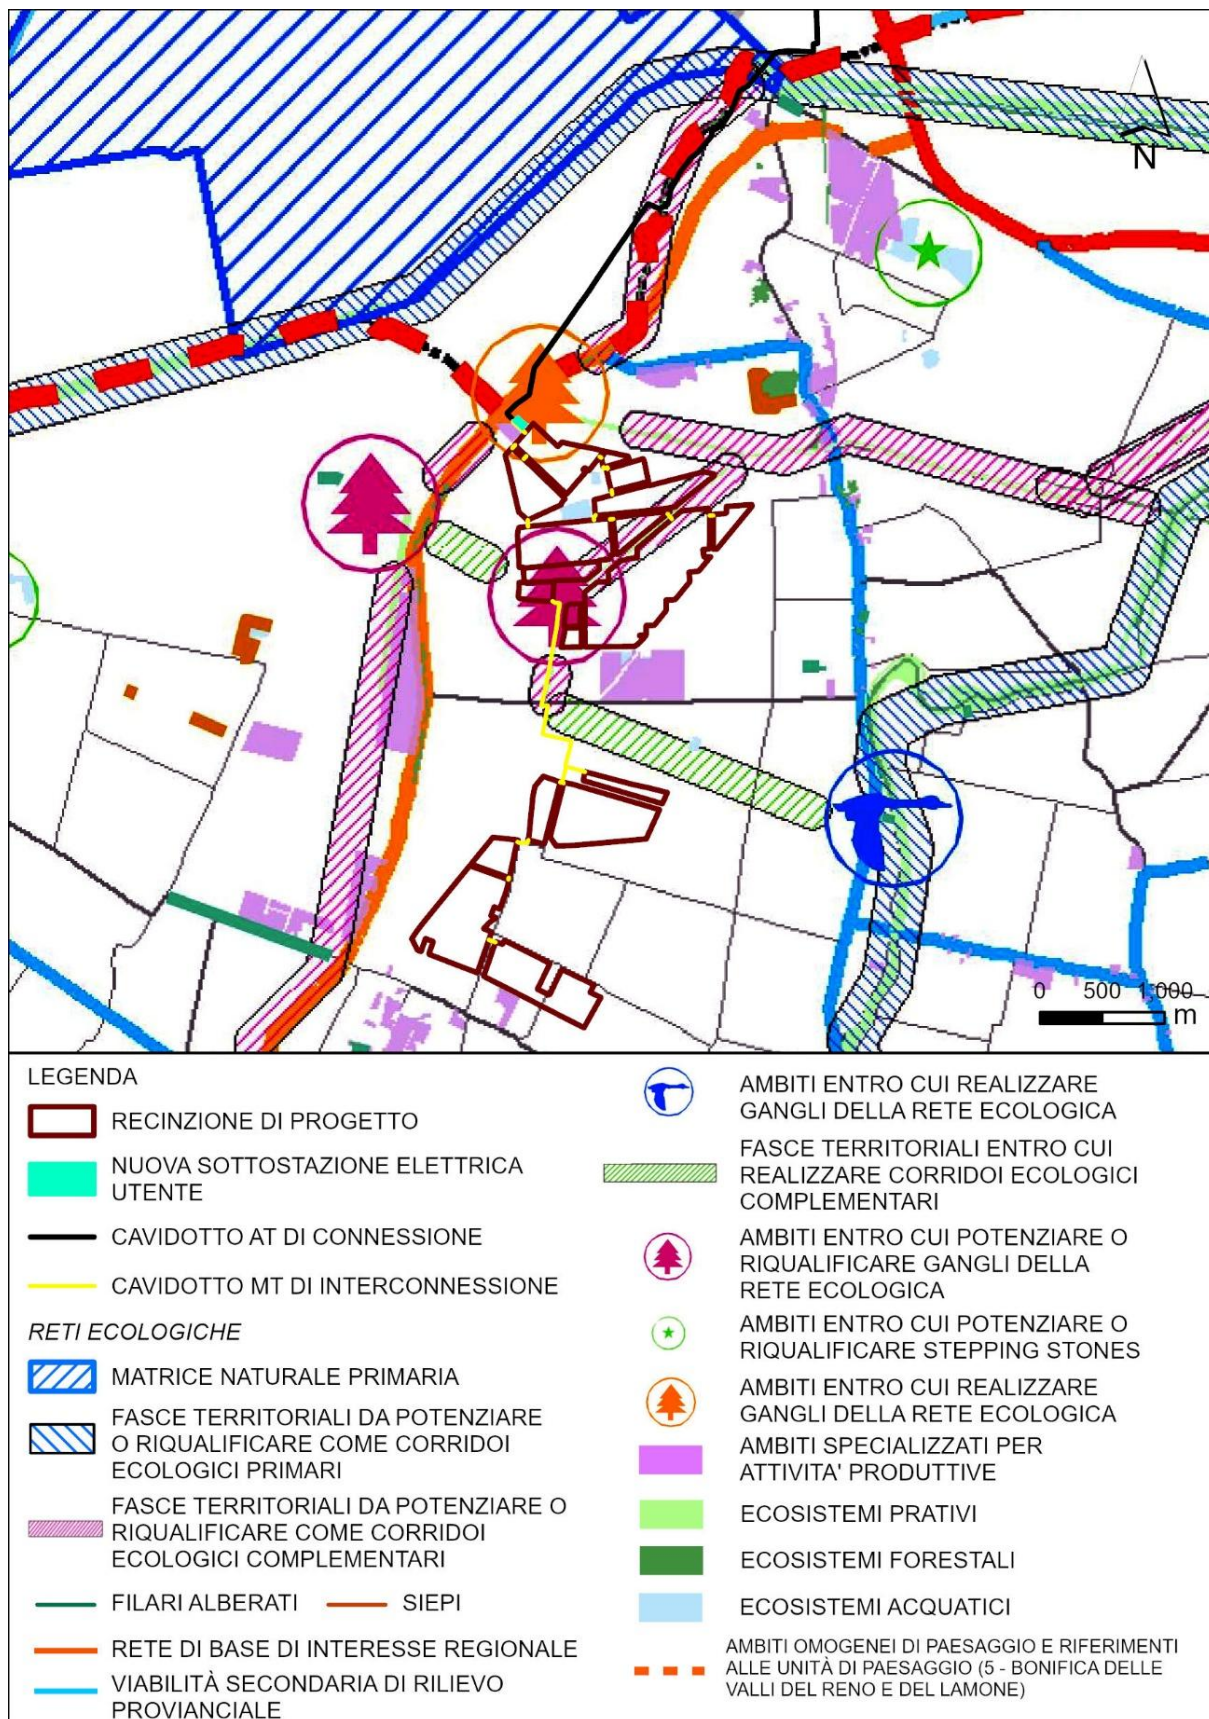 N
0 500 1.000
m
LEGENDA
RECINZIONE DI PROGETTO
NUOVA SOTTOSTAZIONE ELETTRICA
UTENTE
CAVIDOTTO AT DI CONNESSIONE
CAVIDOTTO MT DI INTERCONNESSIONE
RETI ECOLOGICHE
MATRICE NATURALE PRIMARIA
FASCE TERRITORIALI DA POTENZIARE
O RIQUALIFICARE COME CORRIDOI
ECOLOGICI PRIMARI
FASCE TERRITORIALI DA POTENZIARE O
RIQUALIFICARE COME CORRIDOI
ECOLOGICI COMPLEMENTARI
FILARI ALBERATI SIEPI
RETE DI BASE DI INTERESSE REGIONALE
VIABILITÀ SECONDARIA DI RILIEVO
PROVIANCIALE
AMBITI ENTRO CUI REALIZZARE
GANGLI DELLA RETE ECOLOGICA
FASCE TERRITORIALI ENTRO CUI
REALIZZARE CORRIDOI ECOLOGICI
COMPLEMENTARI
AMBITI ENTRO CUI POTENZIARE O
RIQUALIFICARE GANGLI DELLA
RETE ECOLOGICA
AMBITI ENTRO CUI POTENZIARE O
RIQUALIFICARE STEPPING STONES
AMBITI ENTRO CUI REALIZZARE
GANGLI DELLA RETE ECOLOGICA
AMBITI SPECIALIZZATI PER
ATTIVITA' PRODUTTIVE
ECOSISTEMI PRATIVI
ECOSISTEMI FORESTALI
ECOSISTEMI ACQUATICI
AMBITI OMOGENEI DI PAESAGGIO E RIFERIMENTI
ALLE UNITÀ DI PAESAGGIO (5 - BONIFICA DELLE
VALLI DEL RENO E DEL LAMONE)